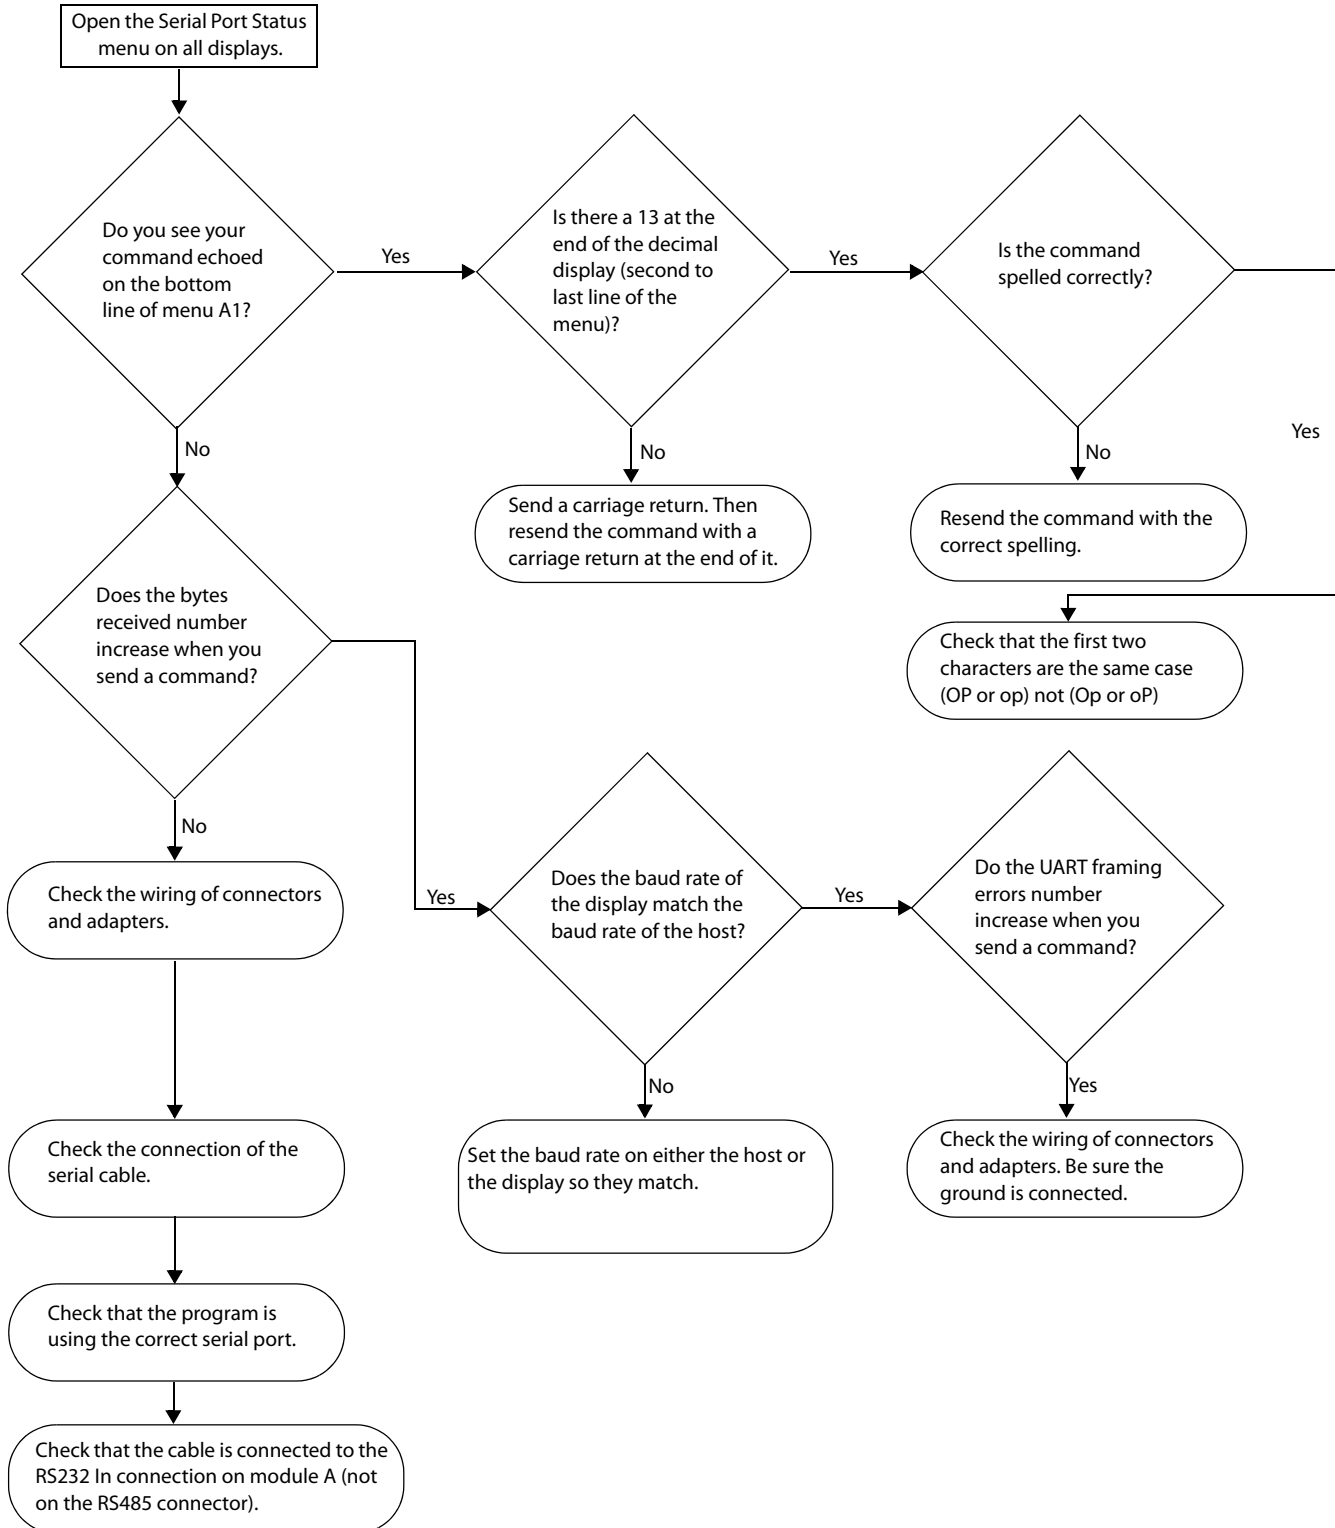 Open the Serial Port Status
menu on all displays.
Do you see your
command echoed
on the bottom
line of menu A1?
Yes
Is there a 13 at the
end of the decimal
display (second to
last line of the
menu)?
Yes
Is the command
spelled correctly?
Yes
No
No
No
Send a carriage return. Then
resend the command with a
carriage return at the end of it.
Resend the command with the
correct spelling.
Does the bytes
received number
increase when you
send a command?
Check that the first two
characters are the same case
(OP or op) not (Op or oP)
No
Check the wiring of connectors
and adapters.
Yes
Does the baud rate of
the display match the
baud rate of the host?
Yes
Do the UART framing
errors number
increase when you
send a command?
No
Yes
Check the connection of the
serial cable.
Set the baud rate on either the host or
the display so they match.
Check the wiring of connectors
and adapters. Be sure the
ground is connected.
Check that the program is
using the correct serial port.
Check that the cable is connected to the
RS232 In connection on module A (not
on the RS485 connector).